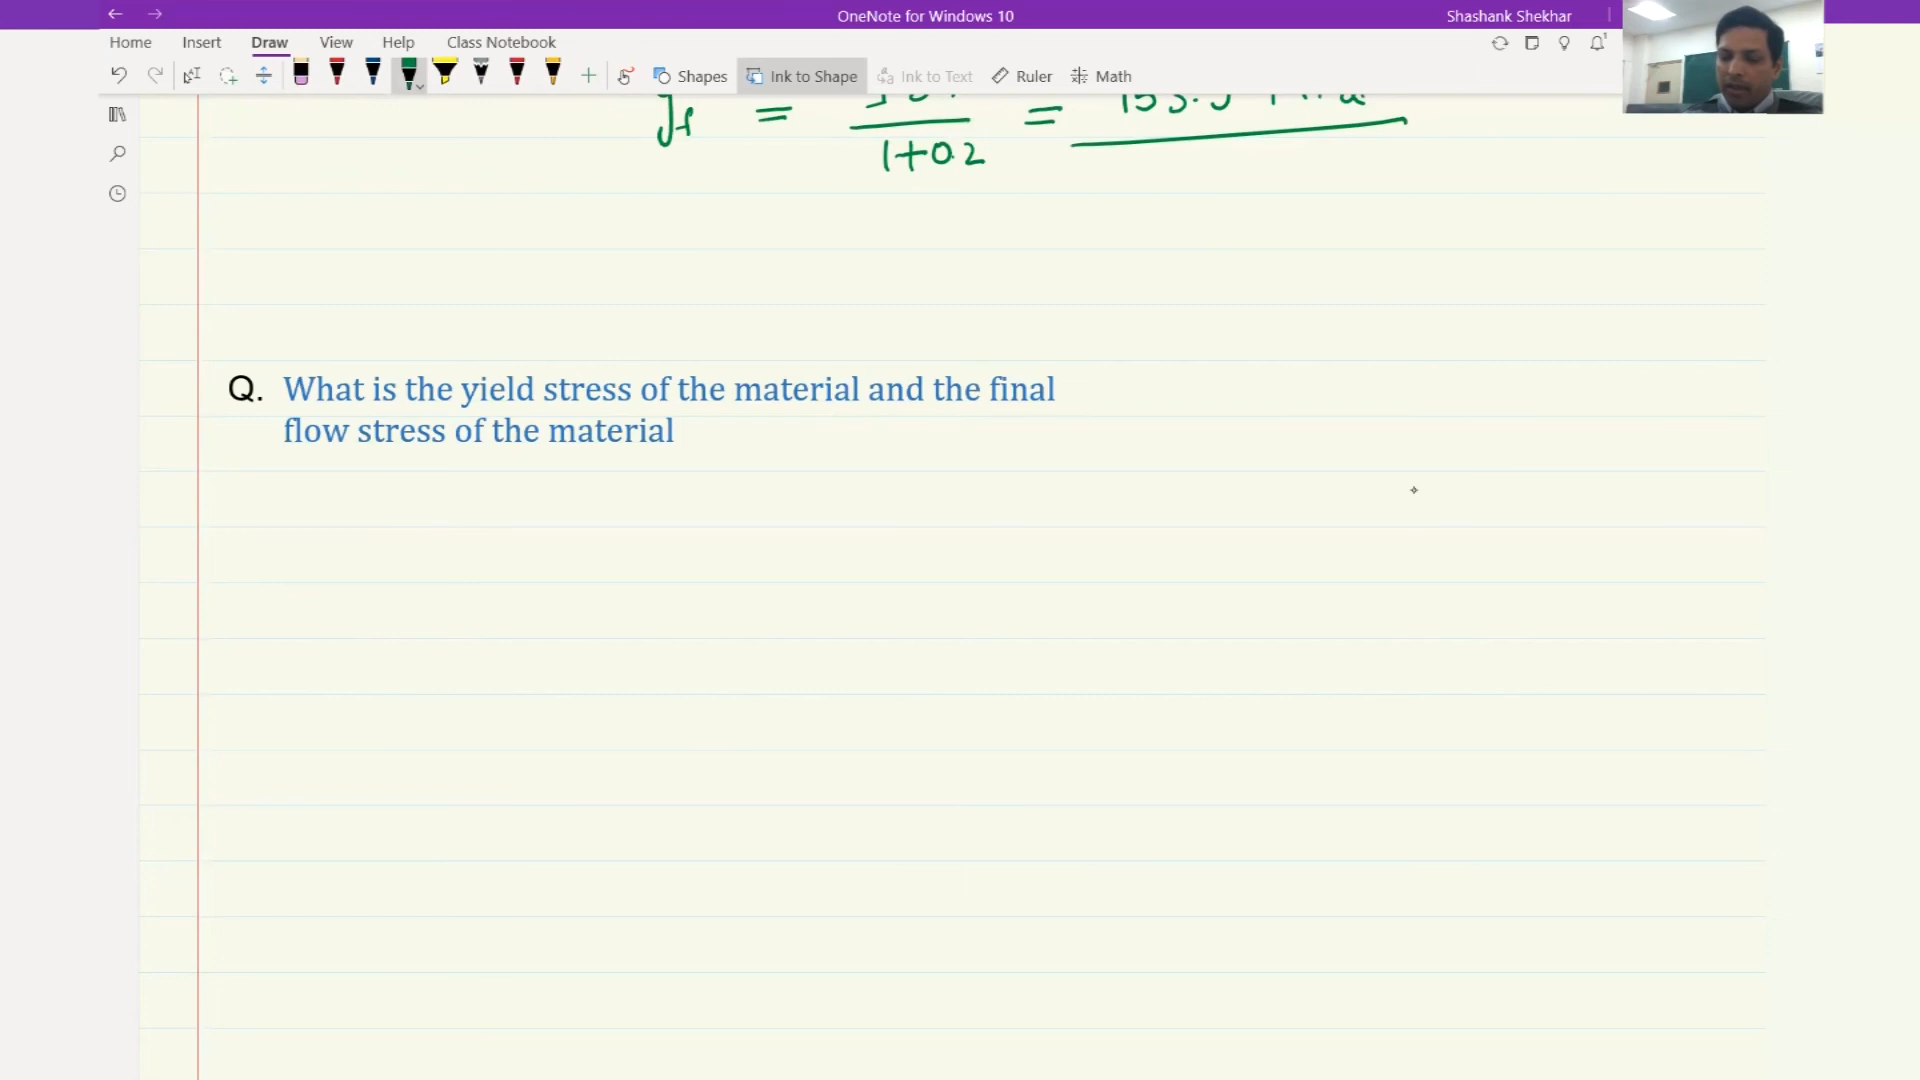 OneNote for Windows 10
Shashank Shekhar
Home Insert Draw View Help Class Notebook
Shapes Ink to Shape Ink to Text Ruler Math
= =
1+0.2
Q. What is the yield stress of the material and the final
flow stress of the material